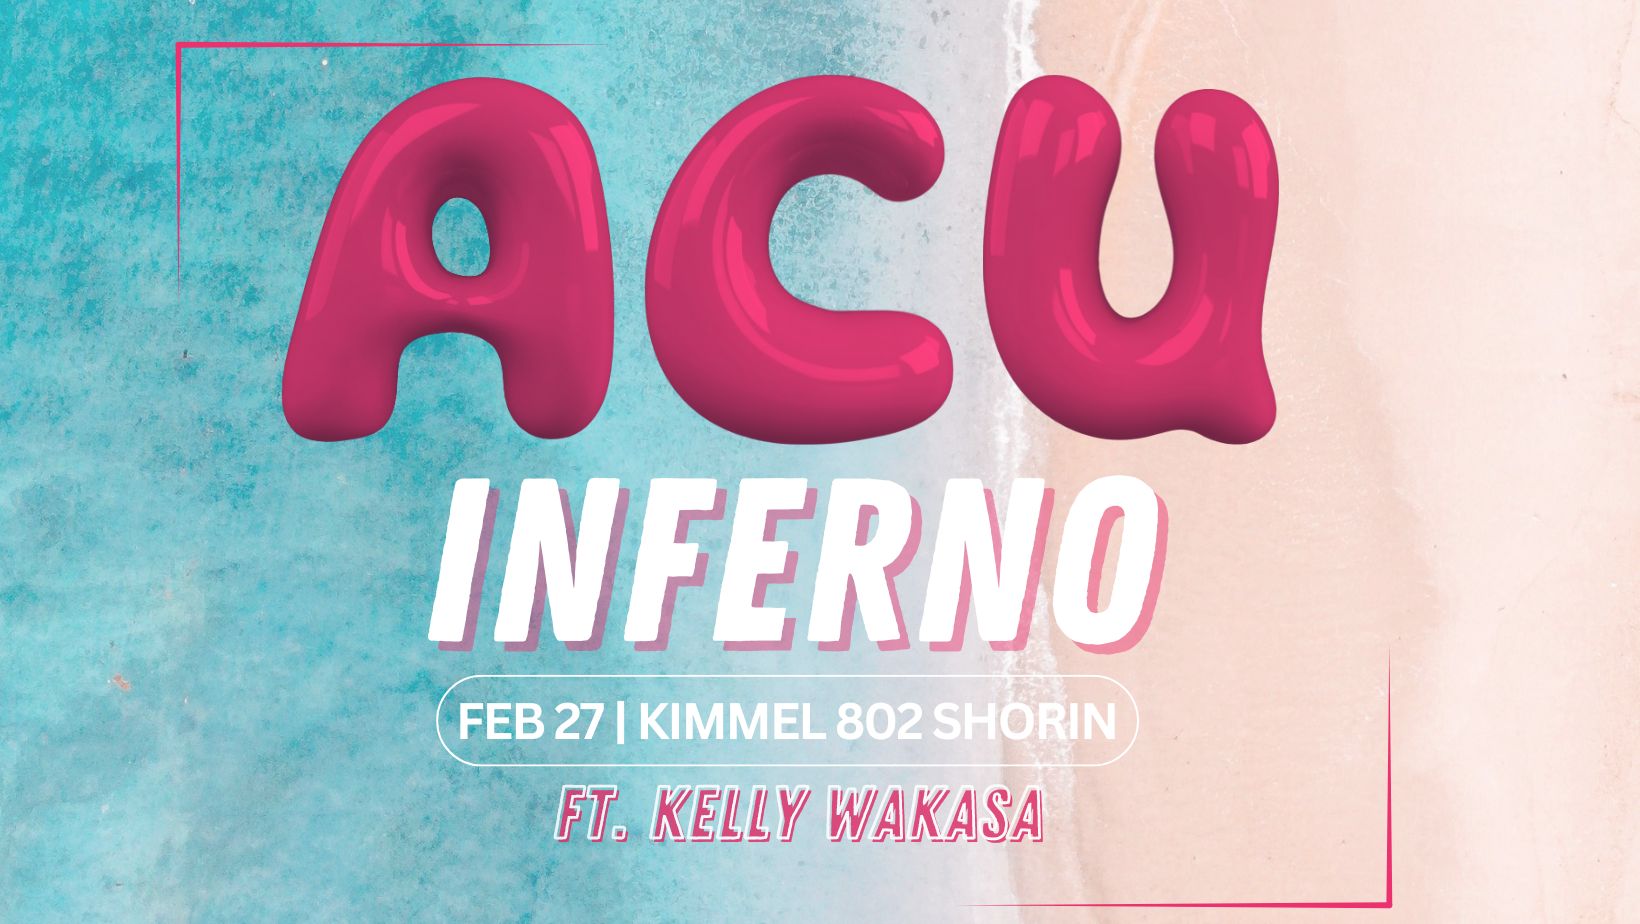 ACU
INFERNO
FEB 27 | KIMMEL 802 SHORIN
FT. KELLY WAKASA